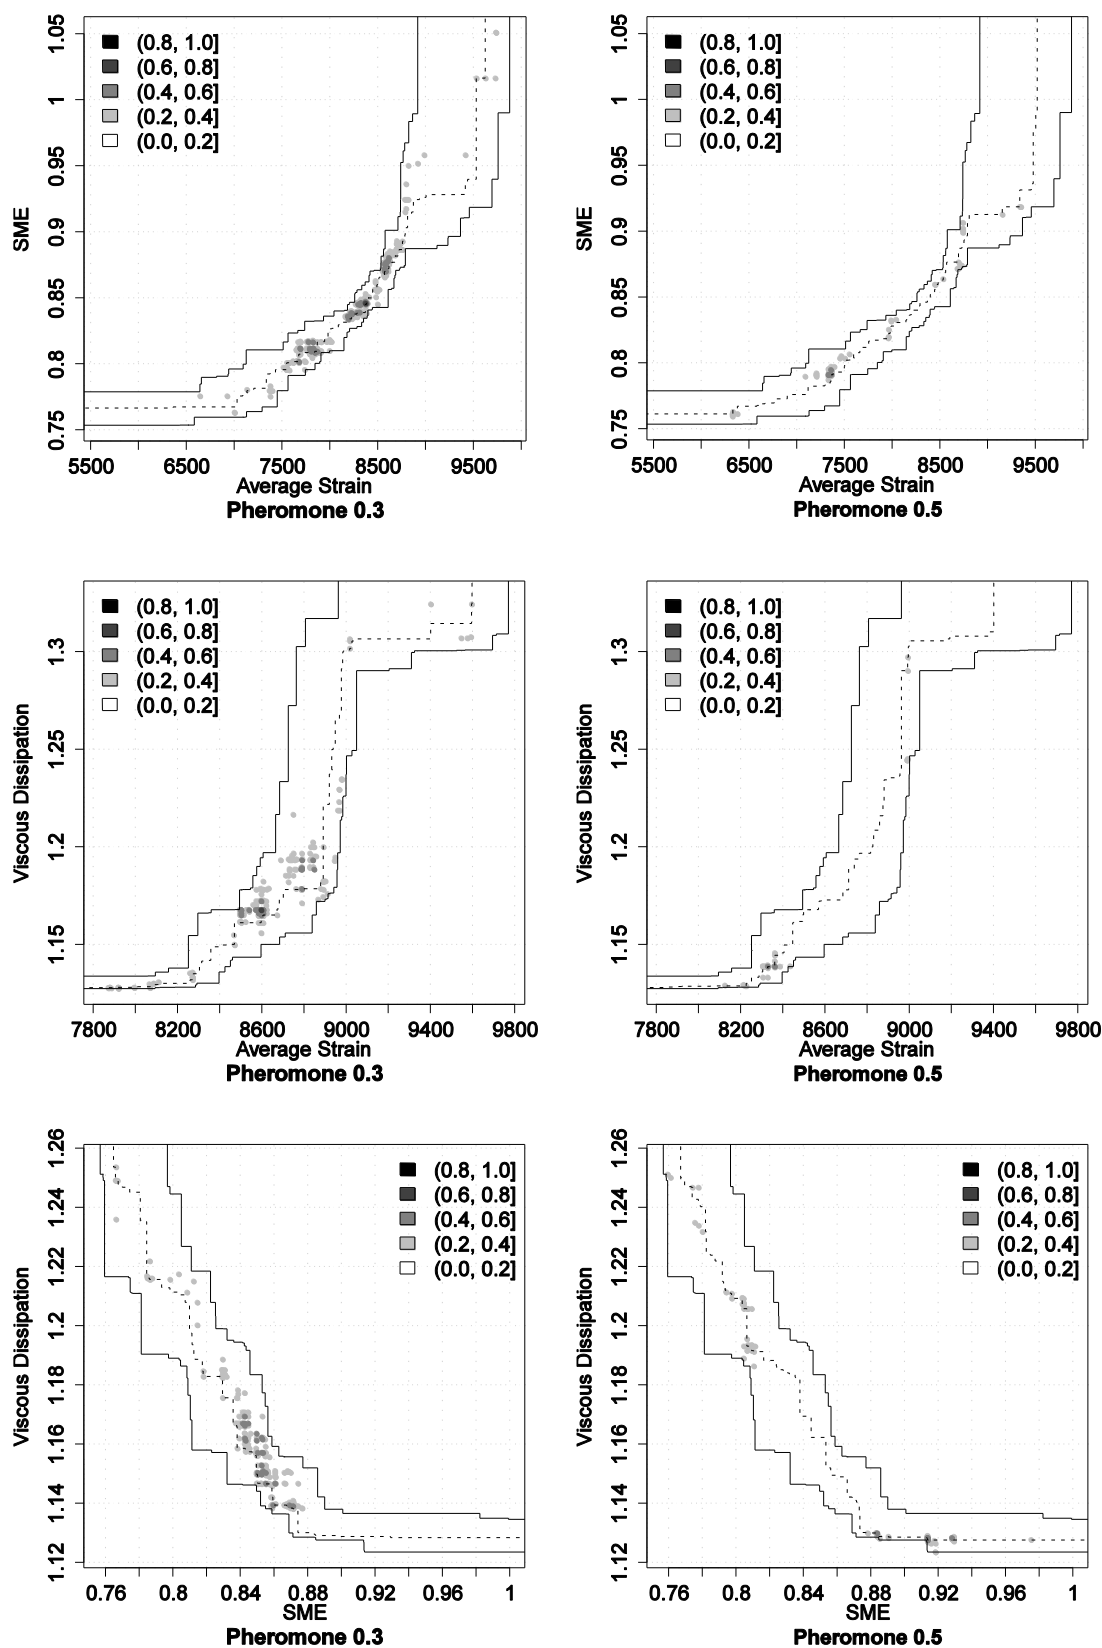 (0.8, 1.0]
(0.6, 0.8]
(0.4, 0.6]
(0.2, 0.4]
(0.0, 0.2]
SME
0.75
0.8
0.85
0.9
0.95
1
1.05
5500 6500 7500 8500 9500
Average Strain
Pheromone 0.3
(0.8, 1.0]
(0.6, 0.8]
(0.4, 0.6]
(0.2, 0.4]
(0.0, 0.2]
SME
0.75
0.8
0.85
0.9
0.95
1
1.05
5500 6500 7500 8500 9500
Average Strain
Pheromone 0.5
(0.8, 1.0]
(0.6, 0.8]
(0.4, 0.6]
(0.2, 0.4]
(0.0, 0.2]
Viscous Dissipation
1.15
1.2
1.25
1.3
7800 8200 8600 9000 9400 9800
Average Strain
Pheromone 0.3
(0.8, 1.0]
(0.6, 0.8]
(0.4, 0.6]
(0.2, 0.4]
(0.0, 0.2]
Viscous Dissipation
1.15
1.2
1.25
1.3
7800 8200 8600 9000 9400 9800
Average Strain
Pheromone 0.5
(0.8, 1.0]
(0.6, 0.8]
(0.4, 0.6]
(0.2, 0.4]
(0.0, 0.2]
Viscous Dissipation
1.12
1.14
1.16
1.18
1.2
1.22
1.24
1.26
0.76 0.8 0.84 0.88 0.92 0.96 1
SME
Pheromone 0.3
(0.8, 1.0]
(0.6, 0.8]
(0.4, 0.6]
(0.2, 0.4]
(0.0, 0.2]
Viscous Dissipation
1.12
1.14
1.16
1.18
1.2
1.22
1.24
1.26
0.76 0.8 0.84 0.88 0.92 0.96 1
SME
Pheromone 0.5